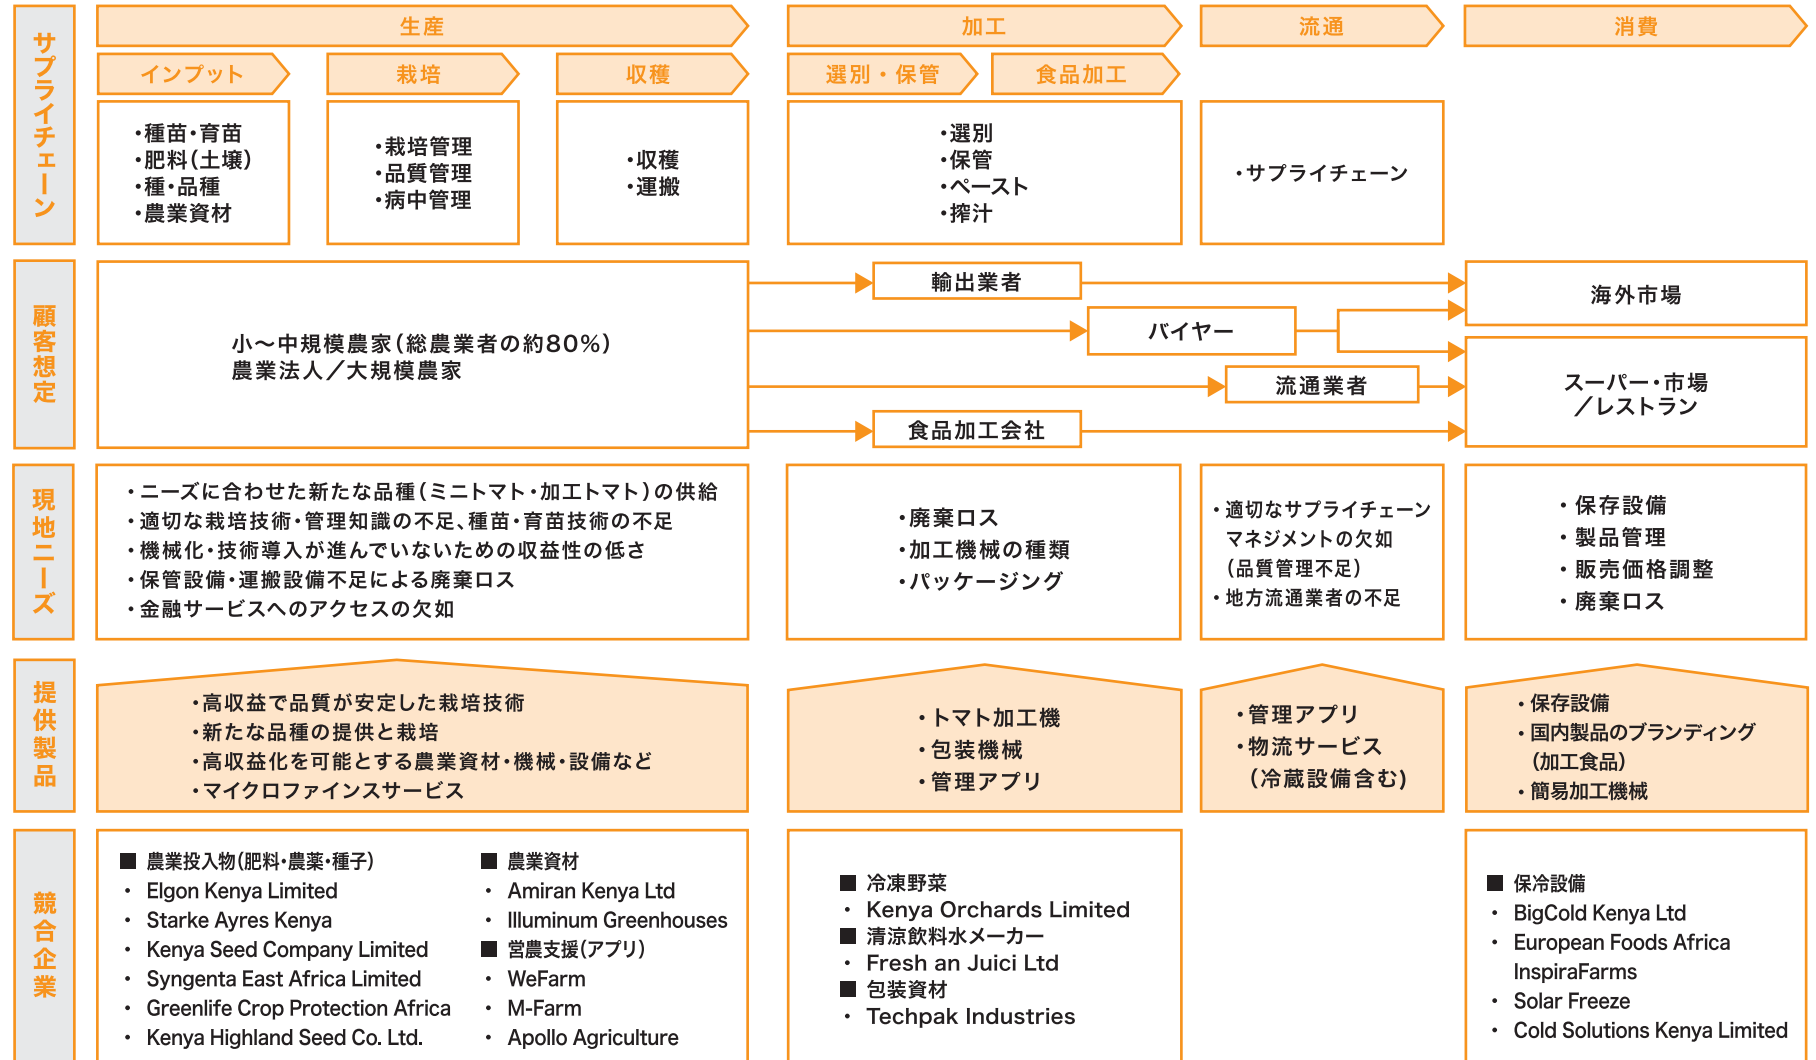 サプライチェーン
生産
加工
流通
消費
インプット
栽培
収穫
選別・保管
食品加工
・種苗・育苗
・肥料(土壌)
・種・品種
・農業資材
・栽培管理
・品質管理
・病中管理
・収穫
・運搬
・選別
・保管
・ペースト
・搾汁
・サプライチェーン
顧客想定
小〜中規模農家(総農業者の約80%)
農業法人／大規模農家
輸出業者
バイヤー
流通業者
食品加工会社
海外市場
スーパー・市場
／レストラン
現地ニーズ
・ニーズに合わせた新たな品種(ミニトマト・加工トマト)の供給
・適切な栽培技術・管理知識の不足、種苗・育苗技術の不足
・機械化・技術導入が進んでいないための収益性の低さ
・保管設備・運搬設備不足による廃棄ロス
・金融サービスへのアクセスの欠如
・廃棄ロス
・加工機械の種類
・パッケージング
・適切なサプライチェーン
マネジメントの欠如
(品質管理不足)
・地方流通業者の不足
・保存設備
・製品管理
・販売価格調整
・廃棄ロス
提供製品
・高収益で品質が安定した栽培技術
・新たな品種の提供と栽培
・高収益化を可能とする農業資材・機械・設備など
・マイクロファインスサービス
・トマト加工機
・包装機械
・管理アプリ
・管理アプリ
・物流サービス
(冷蔵設備含む)
・保存設備
・国内製品のブランディング
(加工食品)
・簡易加工機械
競合企業
■ 農業投入物(肥料・農薬・種子)
・ Elgon Kenya Limited
・ Starke Ayres Kenya
・ Kenya Seed Company Limited
・ Syngenta East Africa Limited
・ Greenlife Crop Protection Africa
・ Kenya Highland Seed Co. Ltd.
■ 農業資材
・ Amiran Kenya Ltd
・ Illuminum Greenhouses
■ 営農支援(アプリ)
・ WeFarm
・ M-Farm
・ Apollo Agriculture
■ 冷凍野菜
・ Kenya Orchards Limited
■ 清涼飲料水メーカー
・ Fresh an Juici Ltd
■ 包装資材
・ Techpak Industries
■ 保冷設備
・ BigCold Kenya Ltd
・ European Foods Africa
InspiraFarms
・ Solar Freeze
・ Cold Solutions Kenya Limited